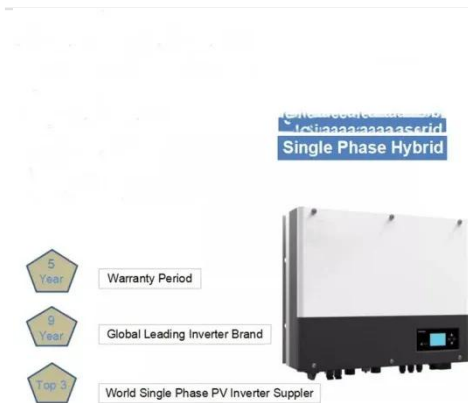 Single Phase Hybrid
5
Year
Warranty Period
9
Year
Global Leading Inverter Brand
Top 3
World Single Phase PV Inverter Suppler